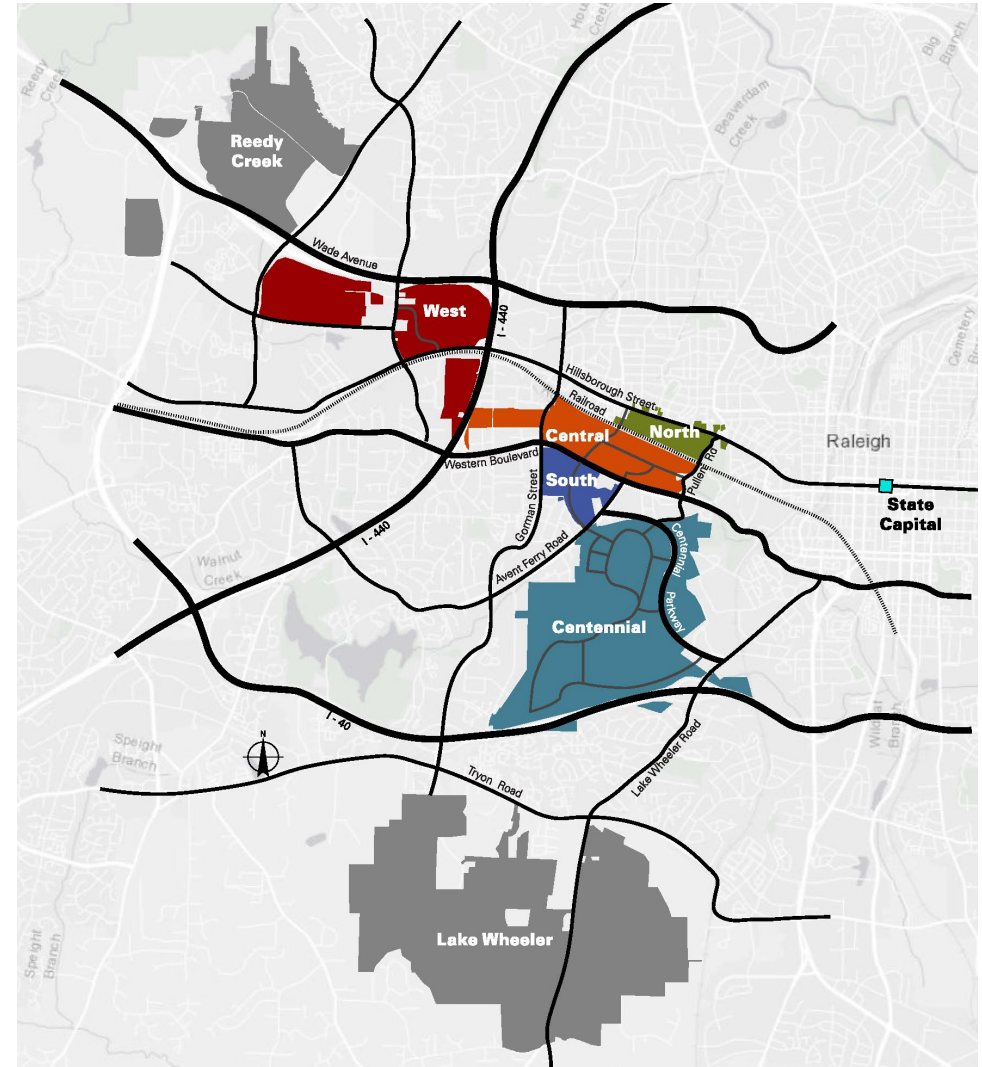 Reedy
Creek
Beaverdam
Creek
Big
Branch
Reedy
Creek
Wade Avenue
West
I - 440
Cemetery
Hillsborough Street
Railroad
North
Central
Raleigh
Western Boulevard
South
Pullen Rd
State
Capital
Gorman Street
I - 440
Avent Ferry Road
Centennial
Parkway
Walnut
Creek
Centennial
I - 40
Speight
Branch
N
Lake Wheeler Road
Tryon Road
Branch
Lake Wheeler
Speight
Branch